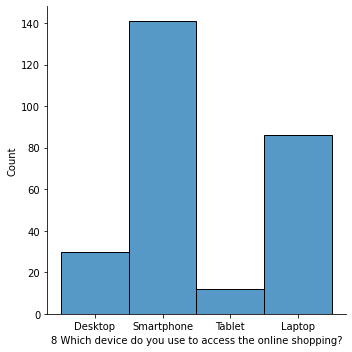 140
120
100
80
60
40
20
0
Count
Desktop Smartphone Tablet Laptop
8 Which device do you use to access the online shopping?